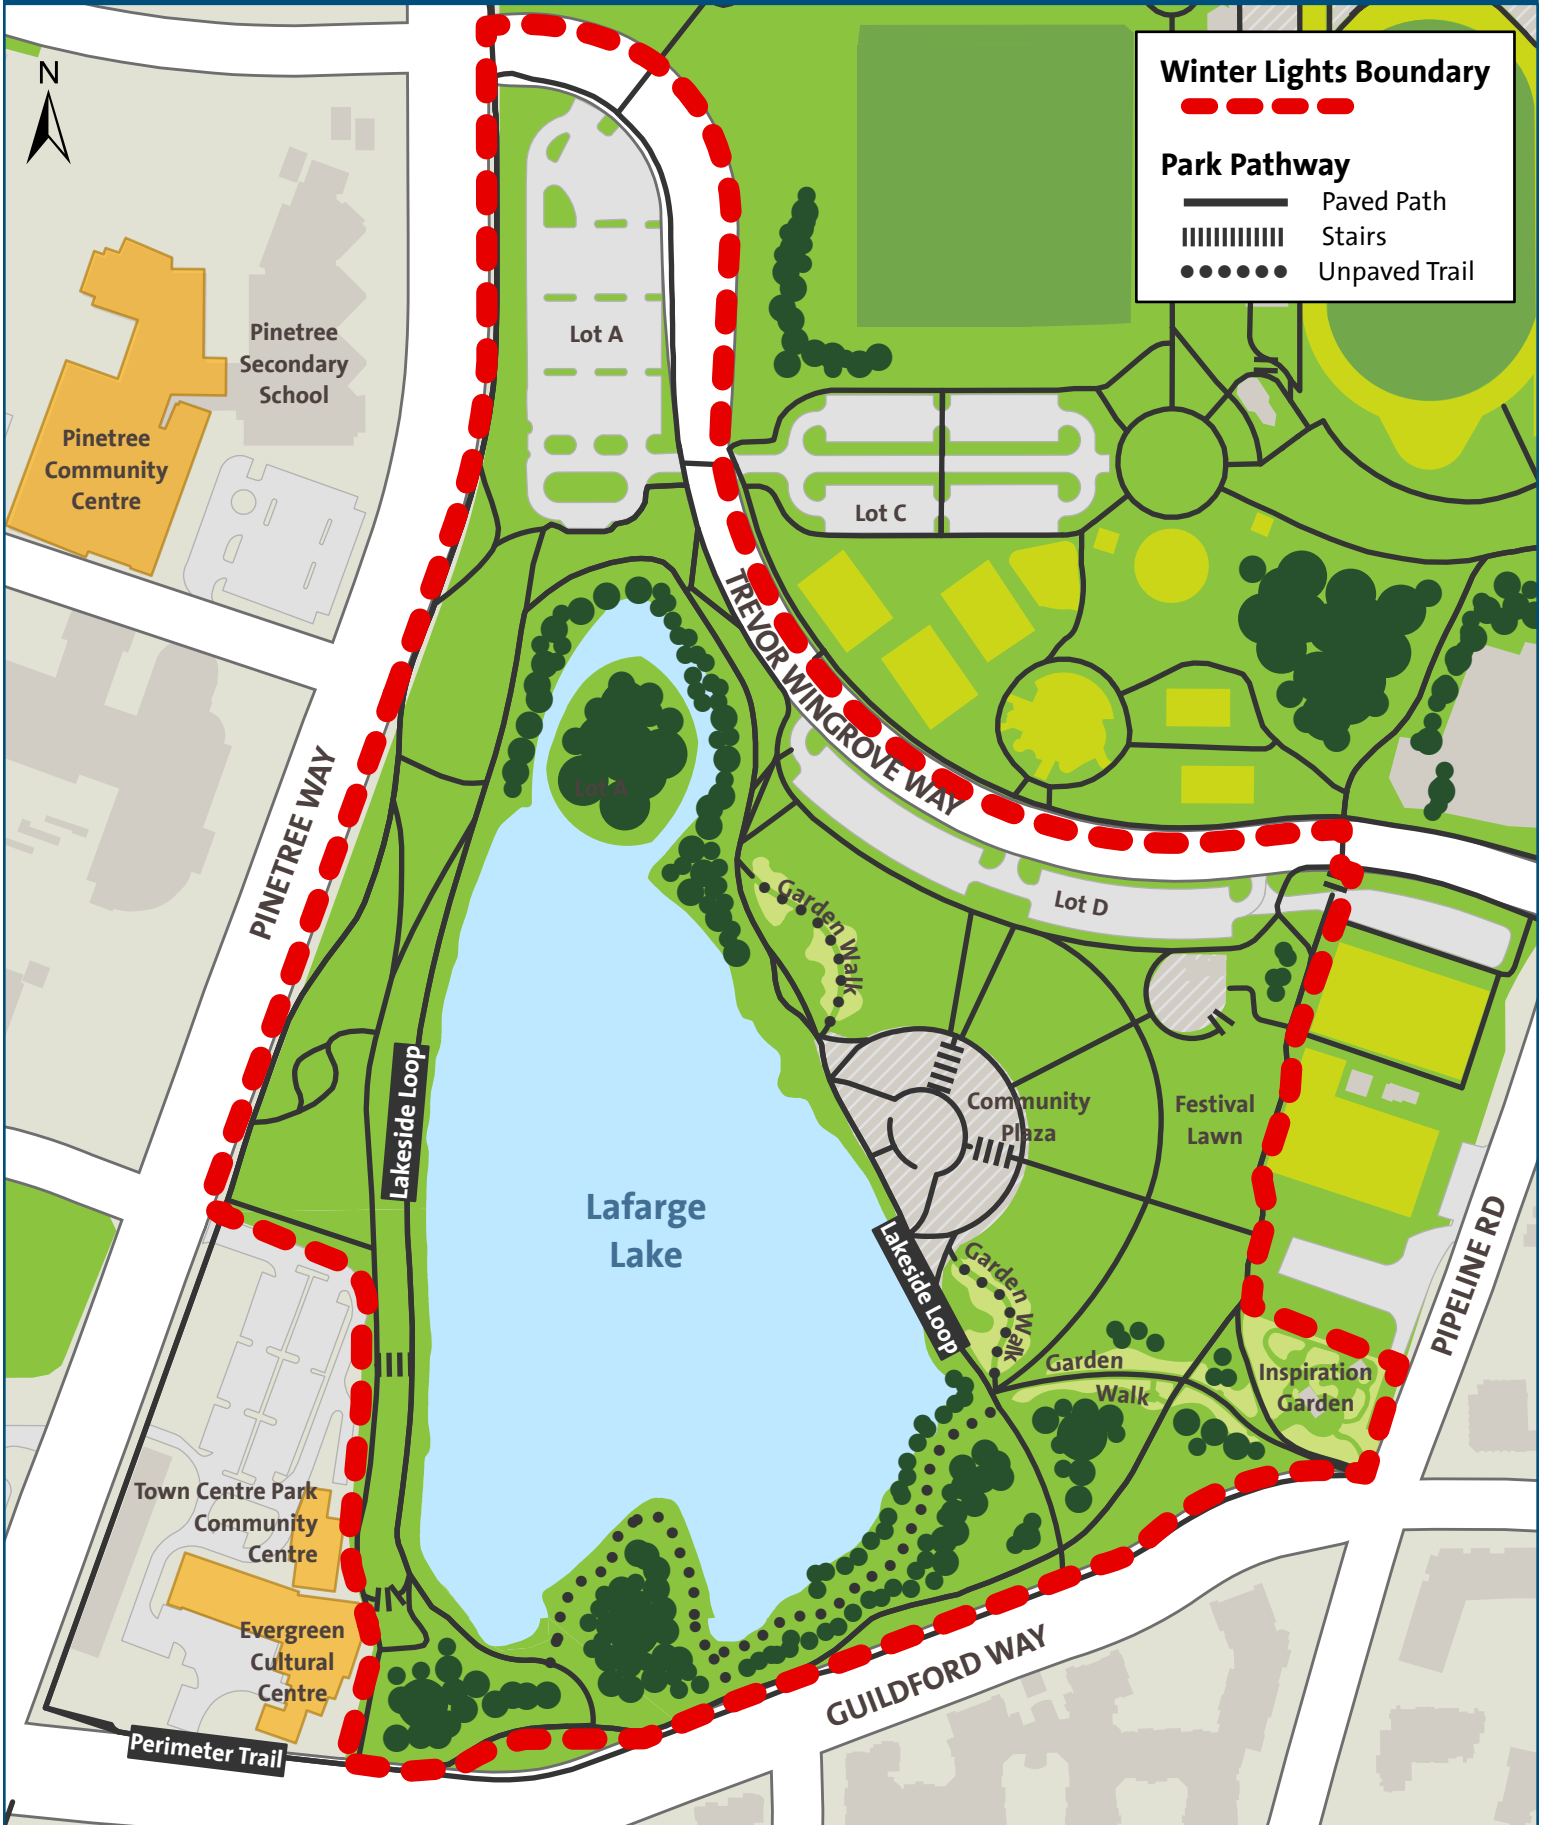 N
Winter Lights Boundary
Park Pathway
Paved Path
Stairs
Unpaved Trail
Pinetree
Secondary
School
Lot A
Pinetree
Community
Centre
Lot C
TREVOR WINGROVE WAY
Lot A
PINETREE WAY
Garden Walk
Lot D
Lakeside Loop
Community
Plaza
Festival
Lawn
Lafarge
Lake
Lakeside Loop
Garden
Walk
PIPELINE RD
Garden
Walk
Inspiration
Garden
Town Centre Park
Community
Centre
Evergreen
Cultural
Centre
GUILDFORD WAY
Perimeter Trail